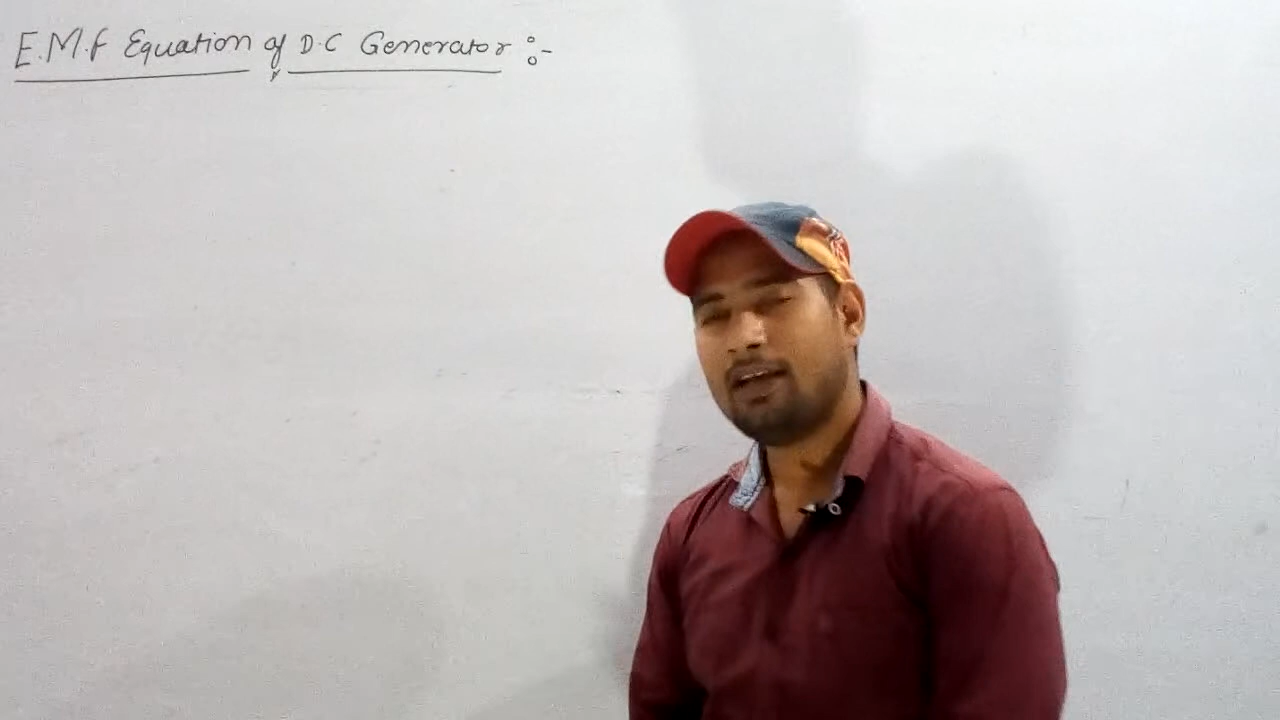 E.M.F Equation of D.C Generator :-